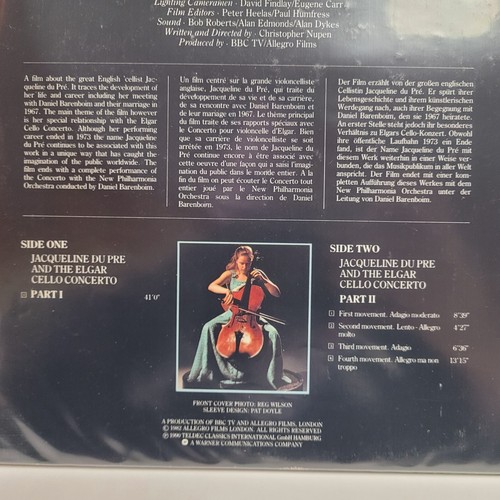 Lighting Cameramen · David Findlay/Eugene Carr
Film Editors · Peter Heelas/Paul Humfress
Sound · Bob Roberts/Alan Edmonds/Alan Dykes
Written and Directed by · Christopher Nupen
Produced by · BBC TV/Allegro Films
A film about the great English 'cellist Jac-
queline du Pré. It traces the development
of her life and career including her meeting
with Daniel Barenboim and their marriage in
1967. The main theme of the film however
is her special relationship with the Elgar
Cello Concerto. Although her performing
career ended in 1973 the name Jacqueline
du Pré continues to be associated with this
work in a unique way that has caught the
imagination of the public worldwide. The
film ends with a complete performance of
the Concerto with the New Philharmonia
Orchestra conducted by Daniel Barenboim.
Un film centré sur la grande violoncelliste
anglaise, Jacqueline du Pré, qui traite du
développement de sa vie et de sa carrière,
de sa rencontre avec Daniel Barenboim et
de leur mariage en 1967. Le thème principal
du film traite de ses rapports spéciaux avec
le Concerto pour violoncelle d'Elgar. Bien
que sa carrière de concertiste se soit
arrêtée en 1973, le nom de Jacqueline du
Pré continue encore à être associé avec
cette oeuvre d'une façon qui a saisi l'imagi-
nation du public dans le monde entier. A la
fin du film on peut écouter le Concerto tout
entier joué par le New Philharmonia
Orchestra sous la direction de Daniel
Barenboim.
Der Film erzählt von der großen englischen
Cellistin Jacqueline du Pré. Er spürt ihrer
Lebensgeschichte und ihrem künstlerischen
Werdegang nach, auch ihrer Begegnung mit
Daniel Barenboim, den sie 1967 heiratete.
An erster Stelle steht jedoch ihr besonderes
Verhältnis zu Elgars Cello-Konzert. Obwohl
ihre öffentliche Laufbahn 1973 ein Ende
fand, ist der Name Jacqueline du Pré mit
diesem Werk weiterhin in einer Weise ver-
bunden, die das Musikpublikum in aller Welt
anspricht. Der Film endet mit einer kom-
pletten Aufführung dieses Werkes mit dem
New Philharmonia Orchestra unter der
Leitung von Daniel Barenboim.
SIDE ONE
JACQUELINE DU PRE
AND THE ELGAR
CELLO CONCERTO
PART I 41'0"
SIDE TWO
JACQUELINE DU PRE
AND THE ELGAR
CELLO CONCERTO
PART II
1 First movement. Adagio moderato 8'39"
2 Second movement. Lento - Allegro 4'27"
molto
3 Third movement. Adagio 6'36"
4 Fourth movement. Allegro ma non 13'15"
troppo
FRONT COVER PHOTO: REG WILSON
SLEEVE DESIGN: PAT DOYLE
A PRODUCTION OF BBC TV AND ALLEGRO FILMS, LONDON
© 1982 ALLEGRO FILMS LONDON. ALL RIGHTS RESERVED
℗ 1990 TELDEC CLASSICS INTERNATIONAL GmbH HAMBURG
A WARNER COMMUNICATIONS COMPANY